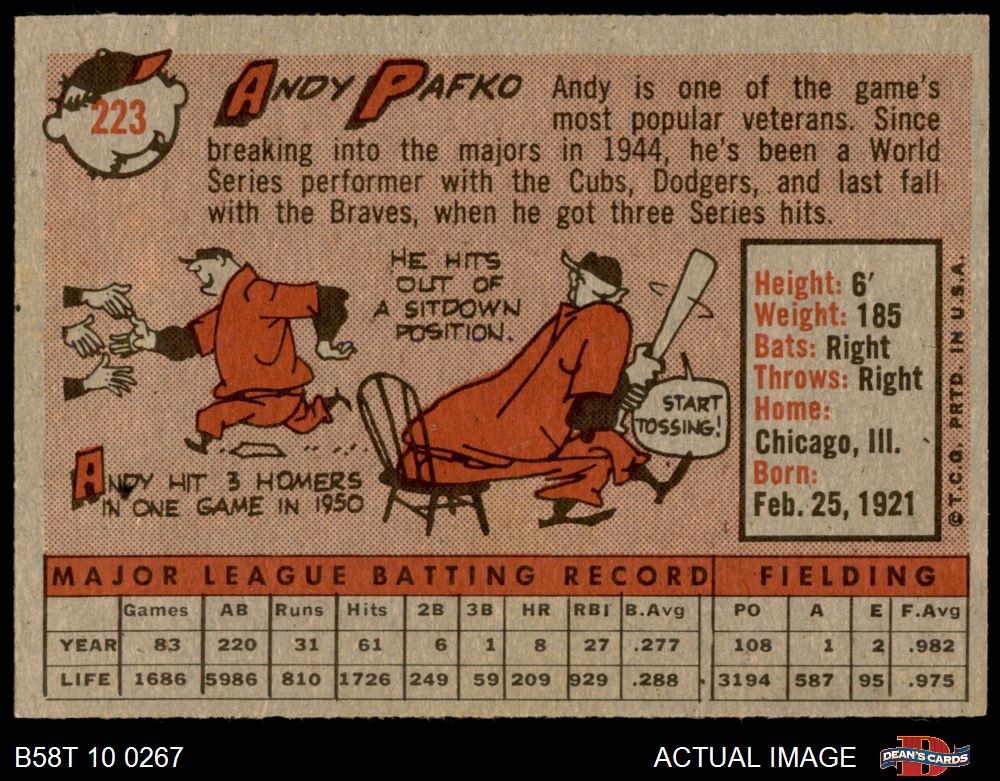 223
ANDY PAFKO
Andy is one of the game's
most popular veterans. Since
breaking into the majors in 1944, he's been a World
Series performer with the Cubs, Dodgers, and last fall
with the Braves, when he got three Series hits.
HE HITS
OUT OF
A SITDOWN
POSITION.
START
TOSSING!
ANDY HIT 3 HOMERS
IN ONE GAME IN 1950
Height: 6'
Weight: 185
Bats: Right
Throws: Right
Home:
Chicago, Ill.
Born:
Feb. 25, 1921
© T.C.G. PRTD. IN U.S.A.
MAJOR LEAGUE BATTING RECORD FIELDING
Games AB Runs Hits 2B 3B HR RBI B.Avg PO A E F.Avg
YEAR 83 220 31 61 6 1 8 27 .277 108 1 2 .982
LIFE 1686 5986 810 1726 249 59 209 929 .288 3194 587 95 .975
B58T 10 0267
ACTUAL IMAGE
DEAN'S CARDS